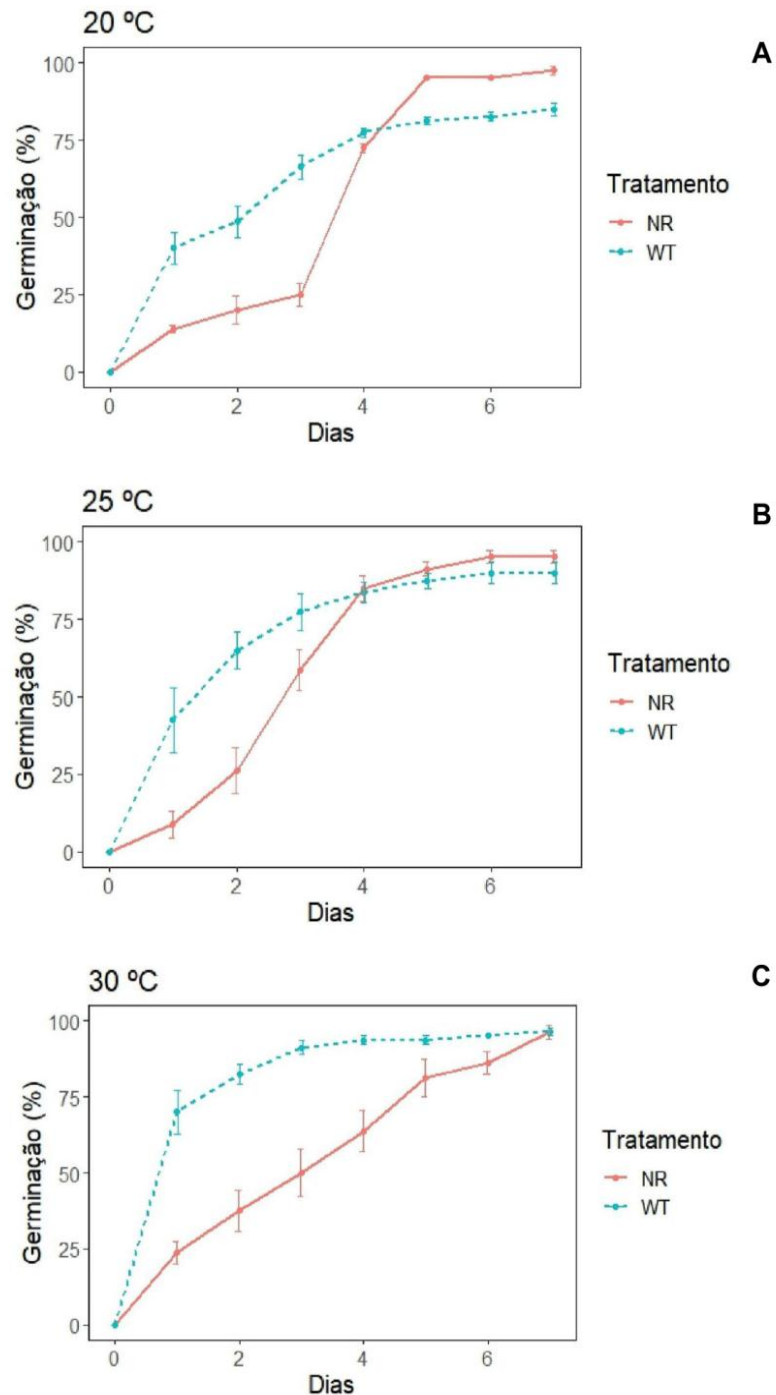 20 ºC
A
100
75
50
25
0
Germinação (%)
0 2 4 6
Dias
Tratamento
NR
WT
25 ºC
B
100
75
50
25
0
Germinação (%)
0 2 4 6
Dias
Tratamento
NR
WT
30 ºC
C
100
75
50
25
0
Germinação (%)
0 2 4 6
Dias
Tratamento
NR
WT